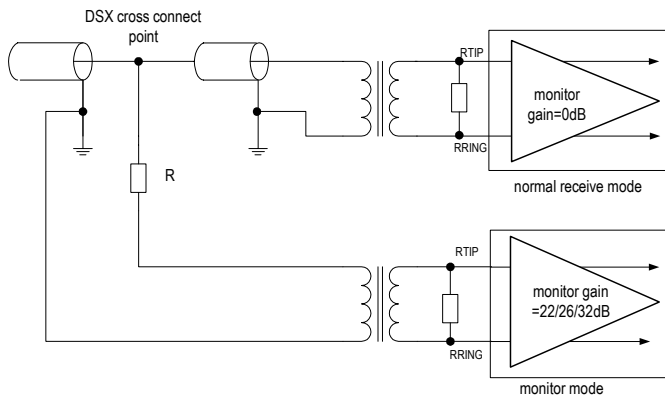 DSX cross connect
point
RTIP
monitor
gain=0dB
RRING
normal receive mode
R
RTIP
monitor gain
=22/26/32dB
RRING
monitor mode